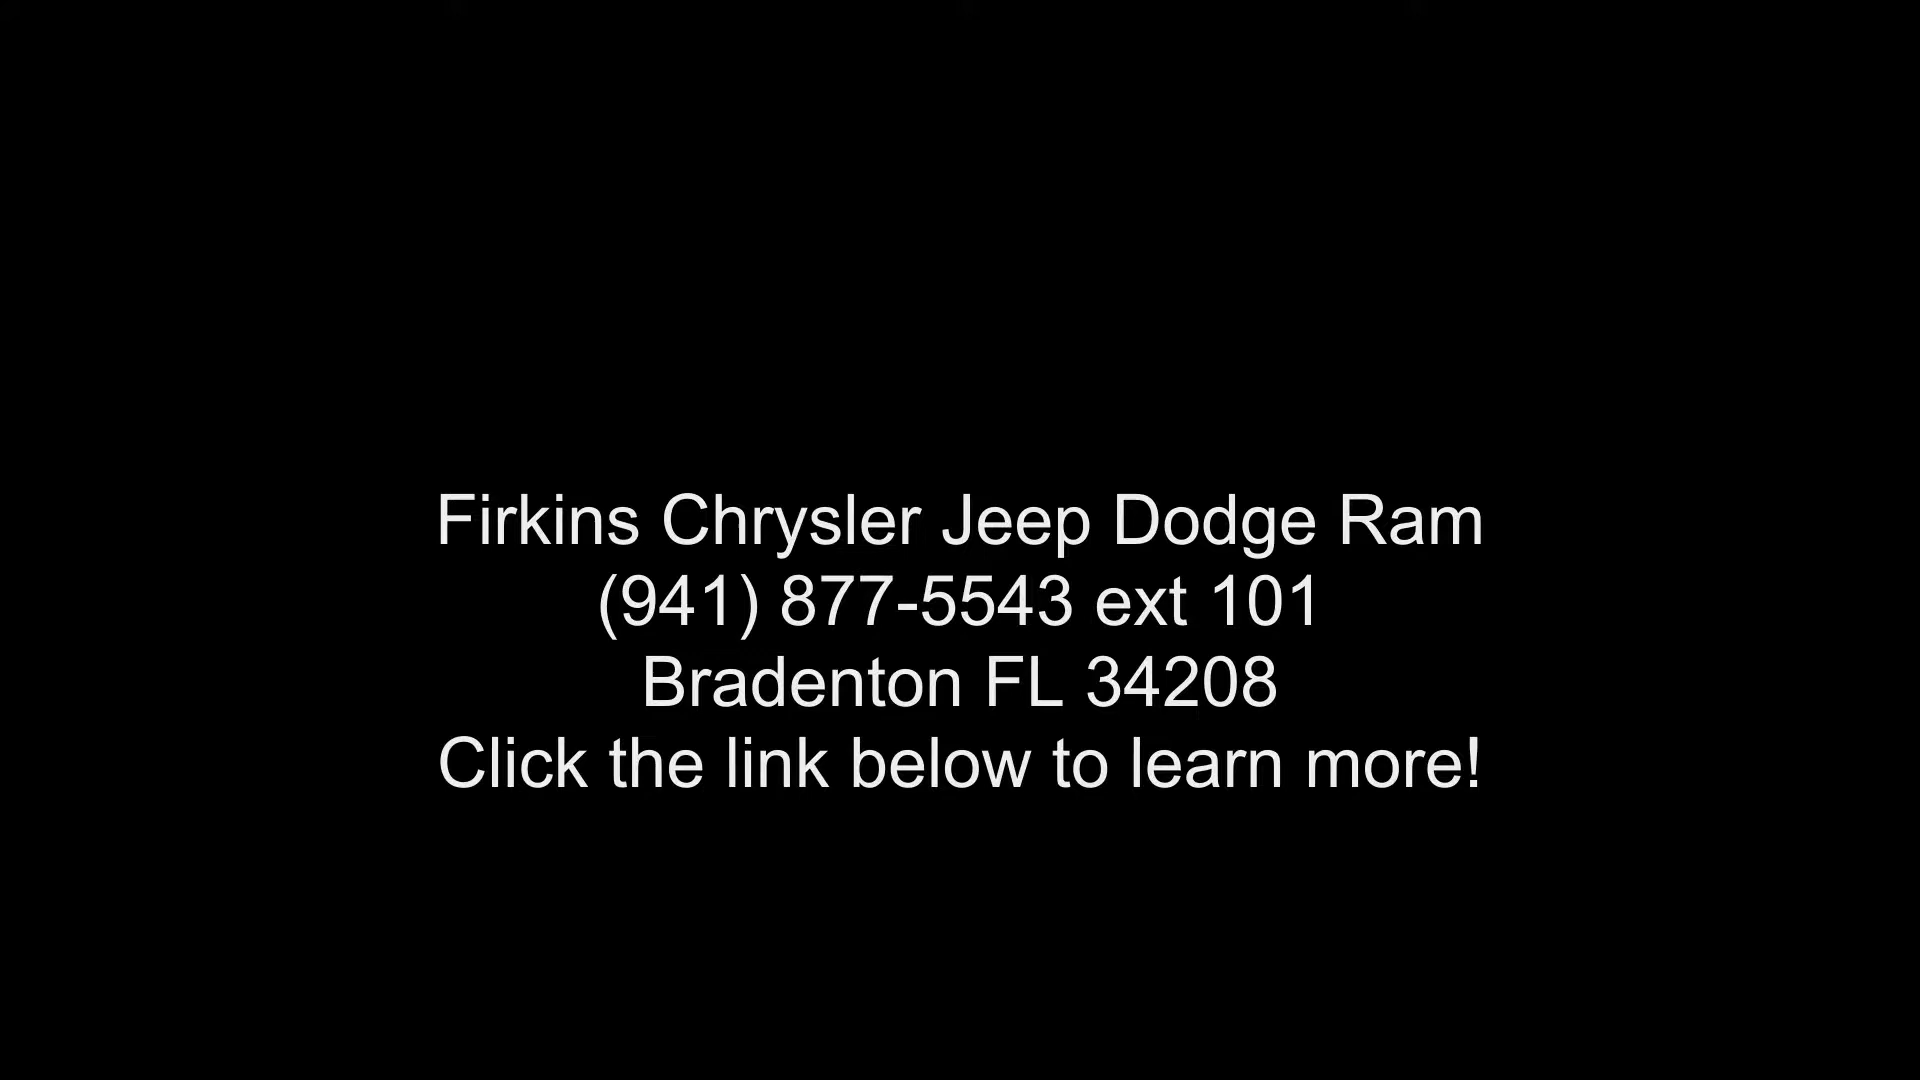 Firkins Chrysler Jeep Dodge Ram
(941) 877-5543 ext 101
Bradenton FL 34208
Click the link below to learn more!